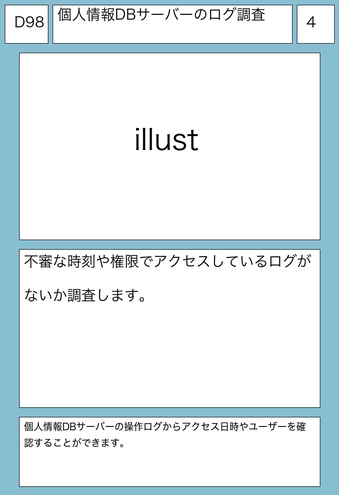 D98
個人情報DBサーバーのログ調査
4
illust
不審な時刻や権限でアクセスしているログが
ないか調査します。
個人情報DBサーバーの操作ログからアクセス日時やユーザーを確
認することができます。